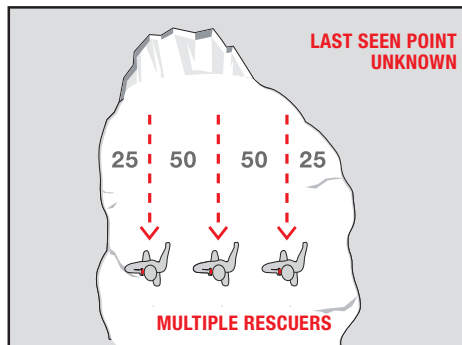 LAST SEEN POINT
UNKNOWN
25 50 50 25
MULTIPLE RESCUERS